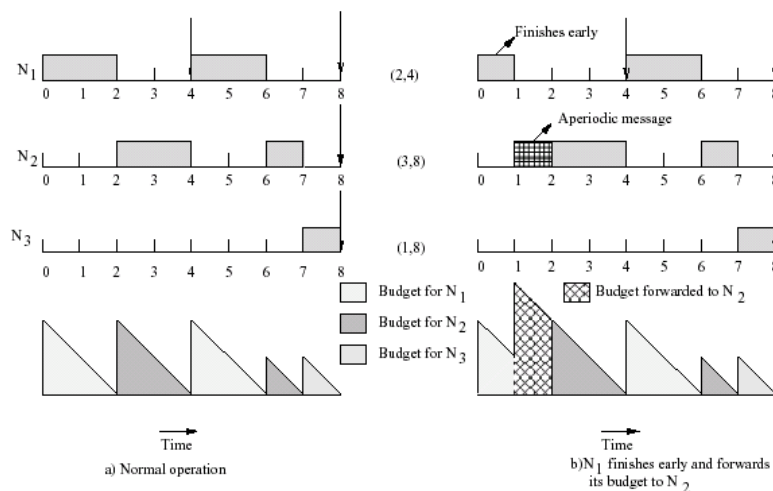 Finishes early
N1
(2,4)
0 1 2 3 4 5 6 7 8
0 1 2 3 4 5 6 7 8
Aperiodic message
N2
(3,8)
0 1 2 3 4 5 6 7 8
0 1 2 3 4 5 6 7 8
N3
(1,8)
0 1 2 3 4 5 6 7 8
0 1 2 3 4 5 6 7 8
Budget for N1
Budget for N2
Budget for N3
Budget forwarded to N2
Time
a) Normal operation
Time
b)N1 finishes early and forwards
its budget to N2